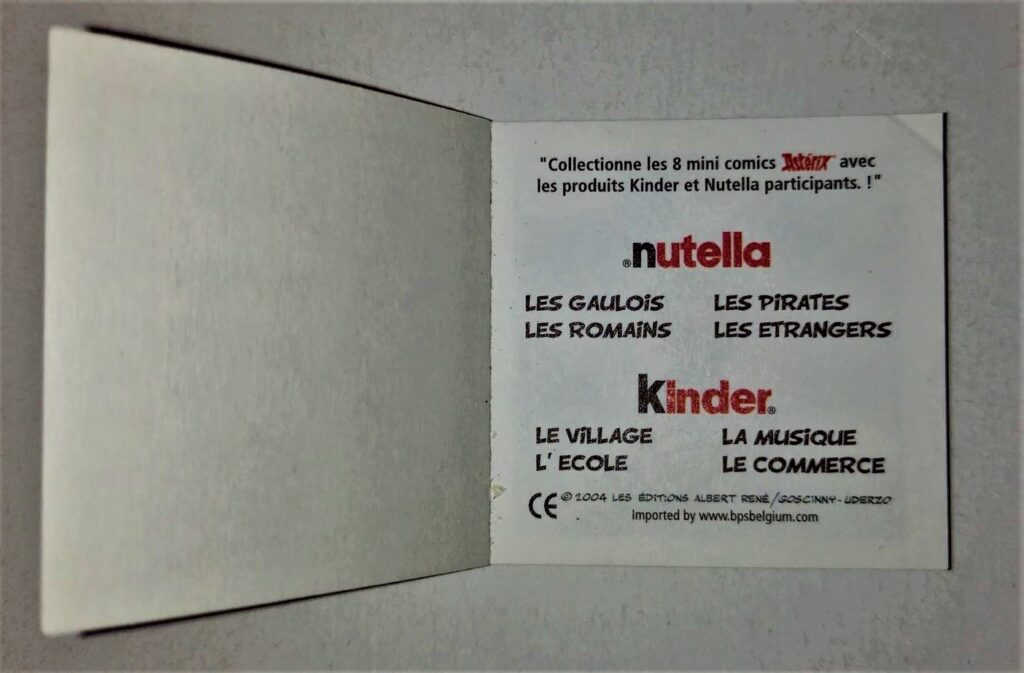 "Collectionne les 8 mini comics Astérix avec
les produits Kinder et Nutella participants. !"
®nutella
LES GAULOIS LES PIRATES
LES ROMAINS LES ETRANGERS
Kinder®
LE VILLAGE LA MUSIQUE
L' ECOLE LE COMMERCE
CE © 2004 LES ÉDITIONS ALBERT RENÉ/GOSCINNY-UDERZO
imported by www.bpsbelgium.com